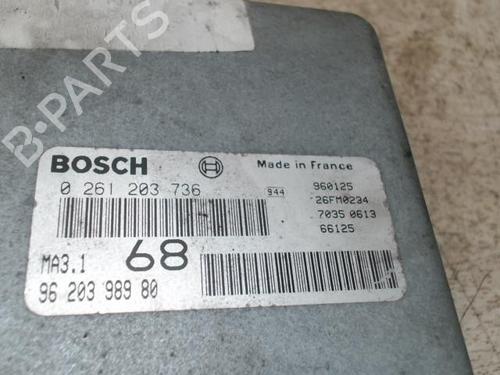 B-PARTS
BOSCH
Made in France
0 261 203 736
944
960125
26FM0234
7035 0613
66125
MA3.1
68
96 203 989 80